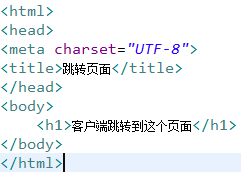 <html>
<head>
<meta charset="UTF-8">
<title>跳转页面</title>
</head>
<body>
    <h1>客户端跳转到这个页面</h1>
</body>
</html>